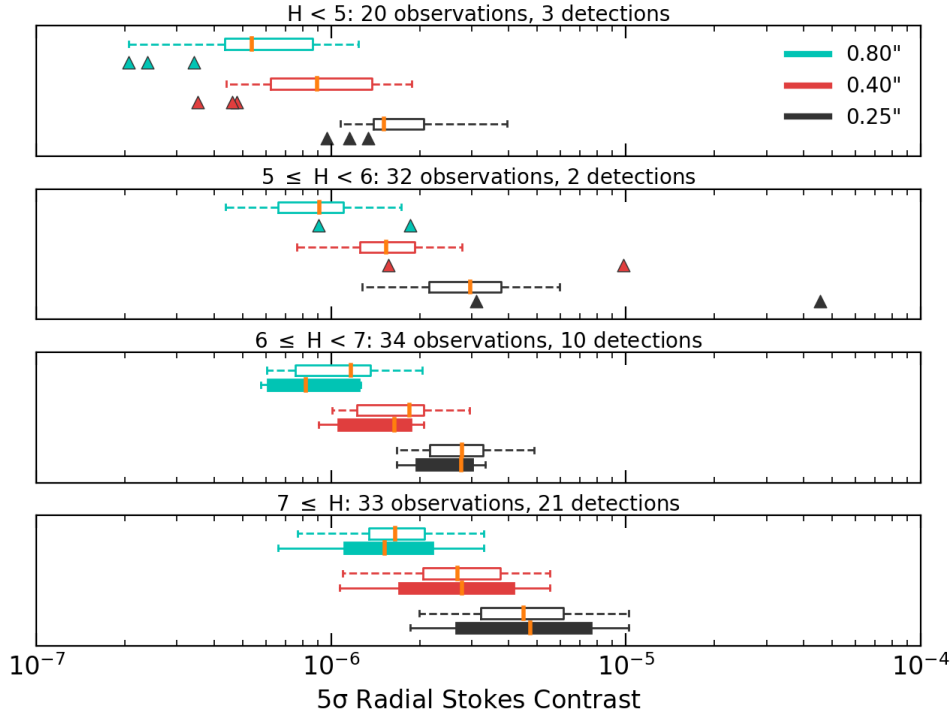 H < 5: 20 observations, 3 detections
0.80"
0.40"
0.25"
5 ≤ H < 6: 32 observations, 2 detections
6 ≤ H < 7: 34 observations, 10 detections
7 ≤ H: 33 observations, 21 detections
10⁻⁷ 10⁻⁶ 10⁻⁵ 10⁻⁴
5σ Radial Stokes Contrast